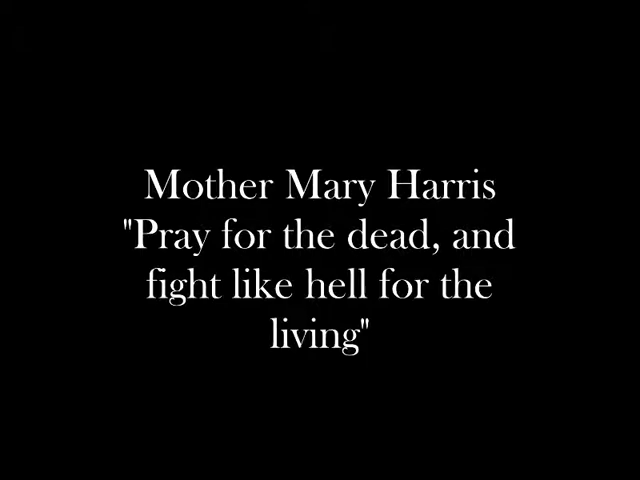 Mother Mary Harris
"Pray for the dead, and
fight like hell for the
living"